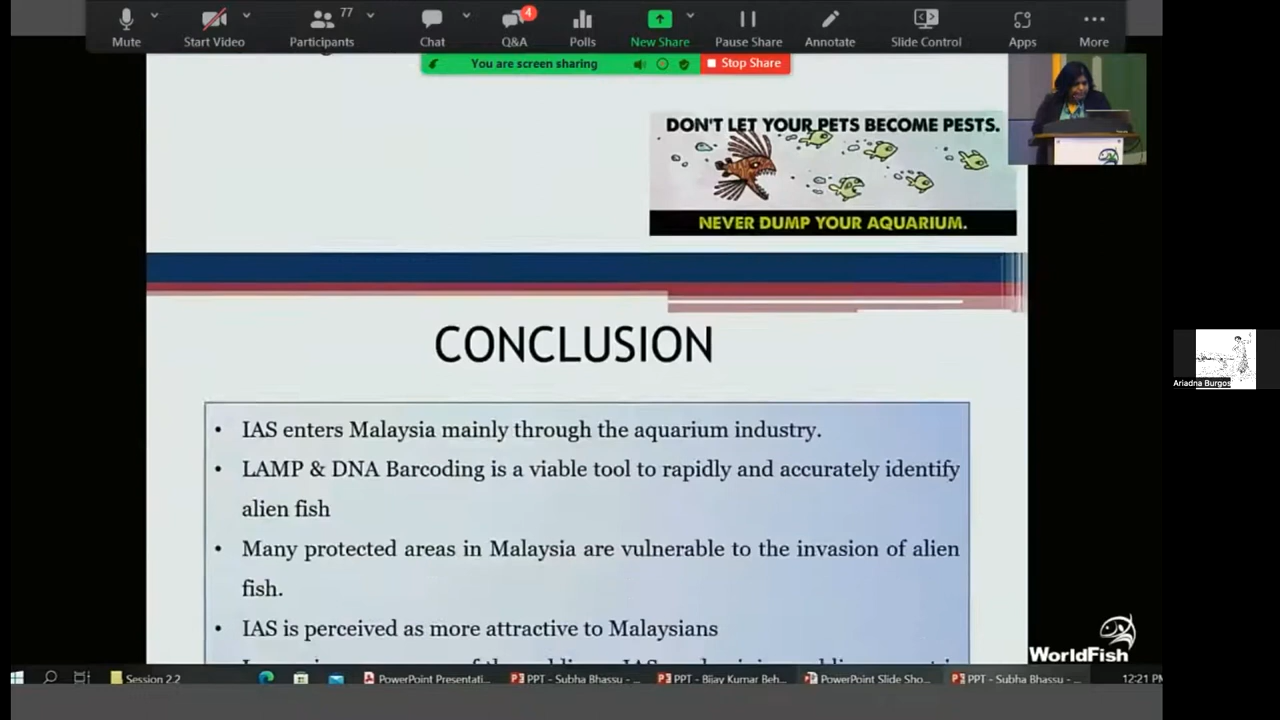 77
4
Mute
Start Video
Participants
Chat
Q&A
Polls
New Share
Pause Share
Annotate
Slide Control
Apps
More
You are screen sharing
Stop Share
DON'T LET YOUR PETS BECOME PESTS.
NEVER DUMP YOUR AQUARIUM.
CONCLUSION
• IAS enters Malaysia mainly through the aquarium industry.
• LAMP & DNA Barcoding is a viable tool to rapidly and accurately identify
alien fish
• Many protected areas in Malaysia are vulnerable to the invasion of alien
fish.
• IAS is perceived as more attractive to Malaysians
Ariadna Burgos
WorldFish
Session 2.2
PowerPoint Presentati...
PPT - Subha Bhassu - ...
PPT - Bijay Kumar Beh...
PowerPoint Slide Sho...
PPT - Subha Bhassu - ...
12:21 PM